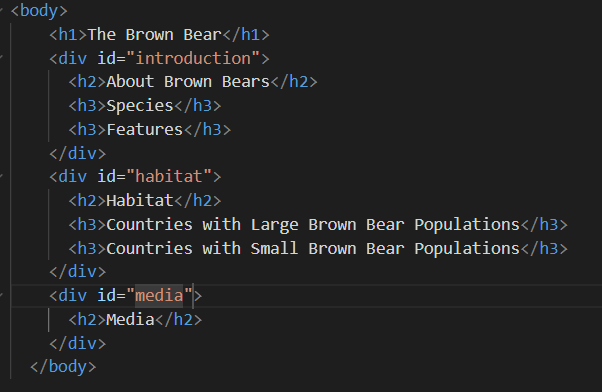 <body>
<h1>The Brown Bear</h1>
<div id="introduction">
<h2>About Brown Bears</h2>
<h3>Species</h3>
<h3>Features</h3>
</div>
<div id="habitat">
<h2>Habitat</h2>
<h3>Countries with Large Brown Bear Populations</h3>
<h3>Countries with Small Brown Bear Populations</h3>
</div>
<div id="media">
<h2>Media</h2>
</div>
</body>